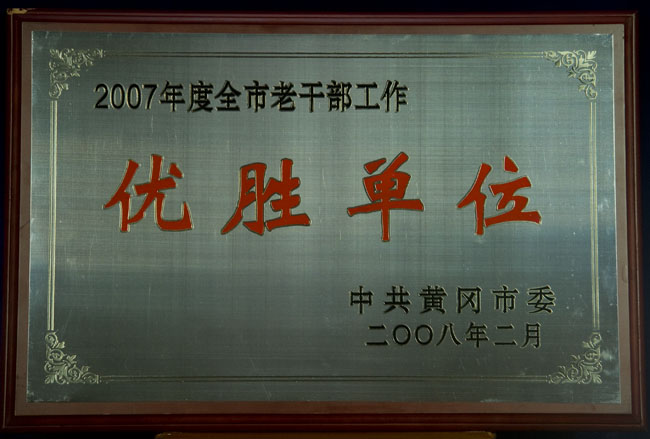 2007年度全市老干部工作
优胜单位
中共黄冈市委
二〇〇八年二月